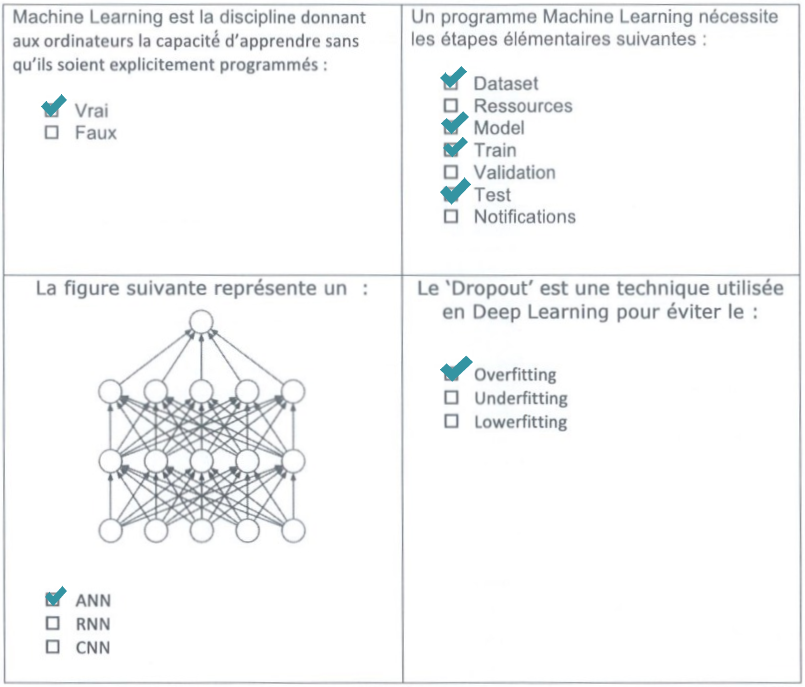 Machine Learning est la discipline donnant
aux ordinateurs la capacité d'apprendre sans
qu'ils soient explicitement programmés :
Vrai
Faux
Un programme Machine Learning nécessite
les étapes élémentaires suivantes :
Dataset
Ressources
Model
Train
Validation
Test
Notifications
La figure suivante représente un :
ANN
RNN
CNN
Le 'Dropout' est une technique utilisée
en Deep Learning pour éviter le :
Overfitting
Underfitting
Lowerfitting